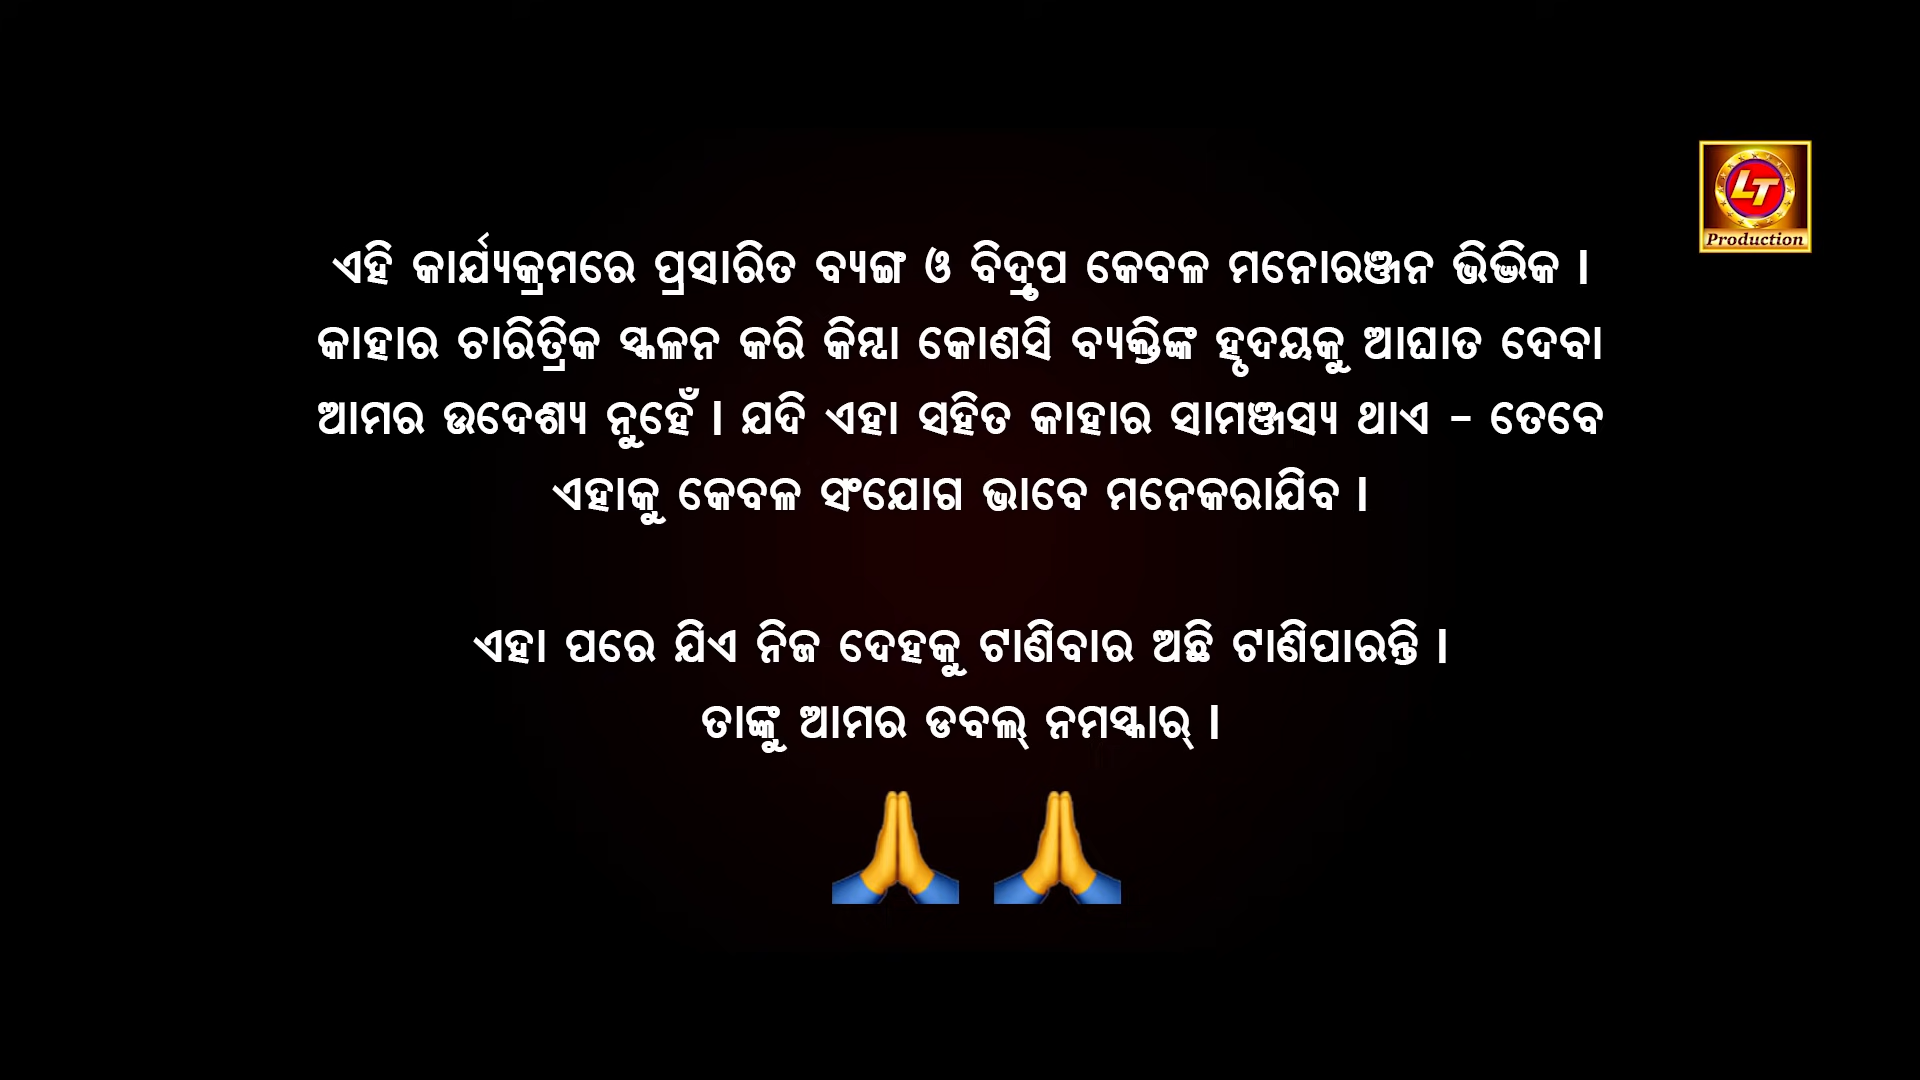 LT
Production
ଏହି କାର୍ଯ୍ୟକ୍ରମରେ ପ୍ରସାରିତ ବ୍ୟଙ୍ଗ ଓ ବିଦ୍ରୃପ କେବଳ ମନୋରଞ୍ଜନ ଭିଭିକ ।
କାହାର ଚାରିତ୍ରିକ ସ୍କଳନ କରି କିମ୍ବା କୋଣସି ବ୍ୟକ୍ତିଙ୍କ ହୃଦୟକୁ ଆଘାତ ଦେବା
ଆମର ଉଦେଶ୍ୟ ନୁହେଁ । ଯଦି ଏହା ସହିତ କାହାର ସାମଞ୍ଜସ୍ୟ ଥାଏ – ତେବେ
ଏହାକୁ କେବଳ ସଂଯୋଗ ଭାବେ ମନେକରାଯିବ ।
ଏହା ପରେ ଯିଏ ନିଜ ଦେହକୁ ଟାଣିବାର ଅଛି ଟାଣିପାରନ୍ତି ।
ତାଙ୍କୁ ଆମର ଡବଲ୍ ନମସ୍କାର୍ ।